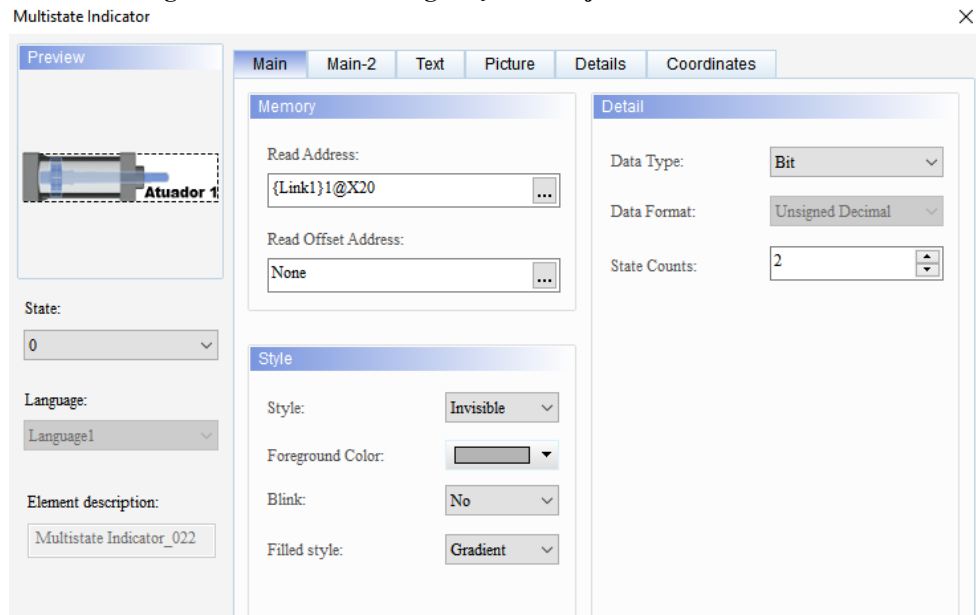 Multistate Indicator
Preview
Atuador 1
State:
0
Language:
Language1
Element description:
Multistate Indicator_022
Main
Main-2
Text
Picture
Details
Coordinates
Memory
Read Address:
{Link1}1@X20
...
Read Offset Address:
None
...
Style
Style:
Invisible
Foreground Color:
Blink:
No
Filled style:
Gradient
Detail
Data Type:
Bit
Data Format:
Unsigned Decimal
State Counts:
2